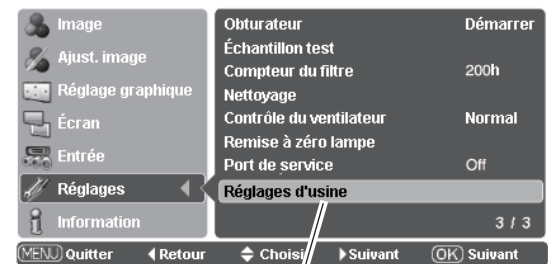 Image
Ajust. image
Réglage graphique
Écran
Entrée
Réglages
Information
Obturateur Démarrer
Échantillon test
Compteur du filtre 200h
Nettoyage
Contrôle du ventilateur Normal
Remise à zéro lampe
Port de service Off
Réglages d'usine
3 / 3
MENU Quitter Retour Choisir Suivant OK Suivant